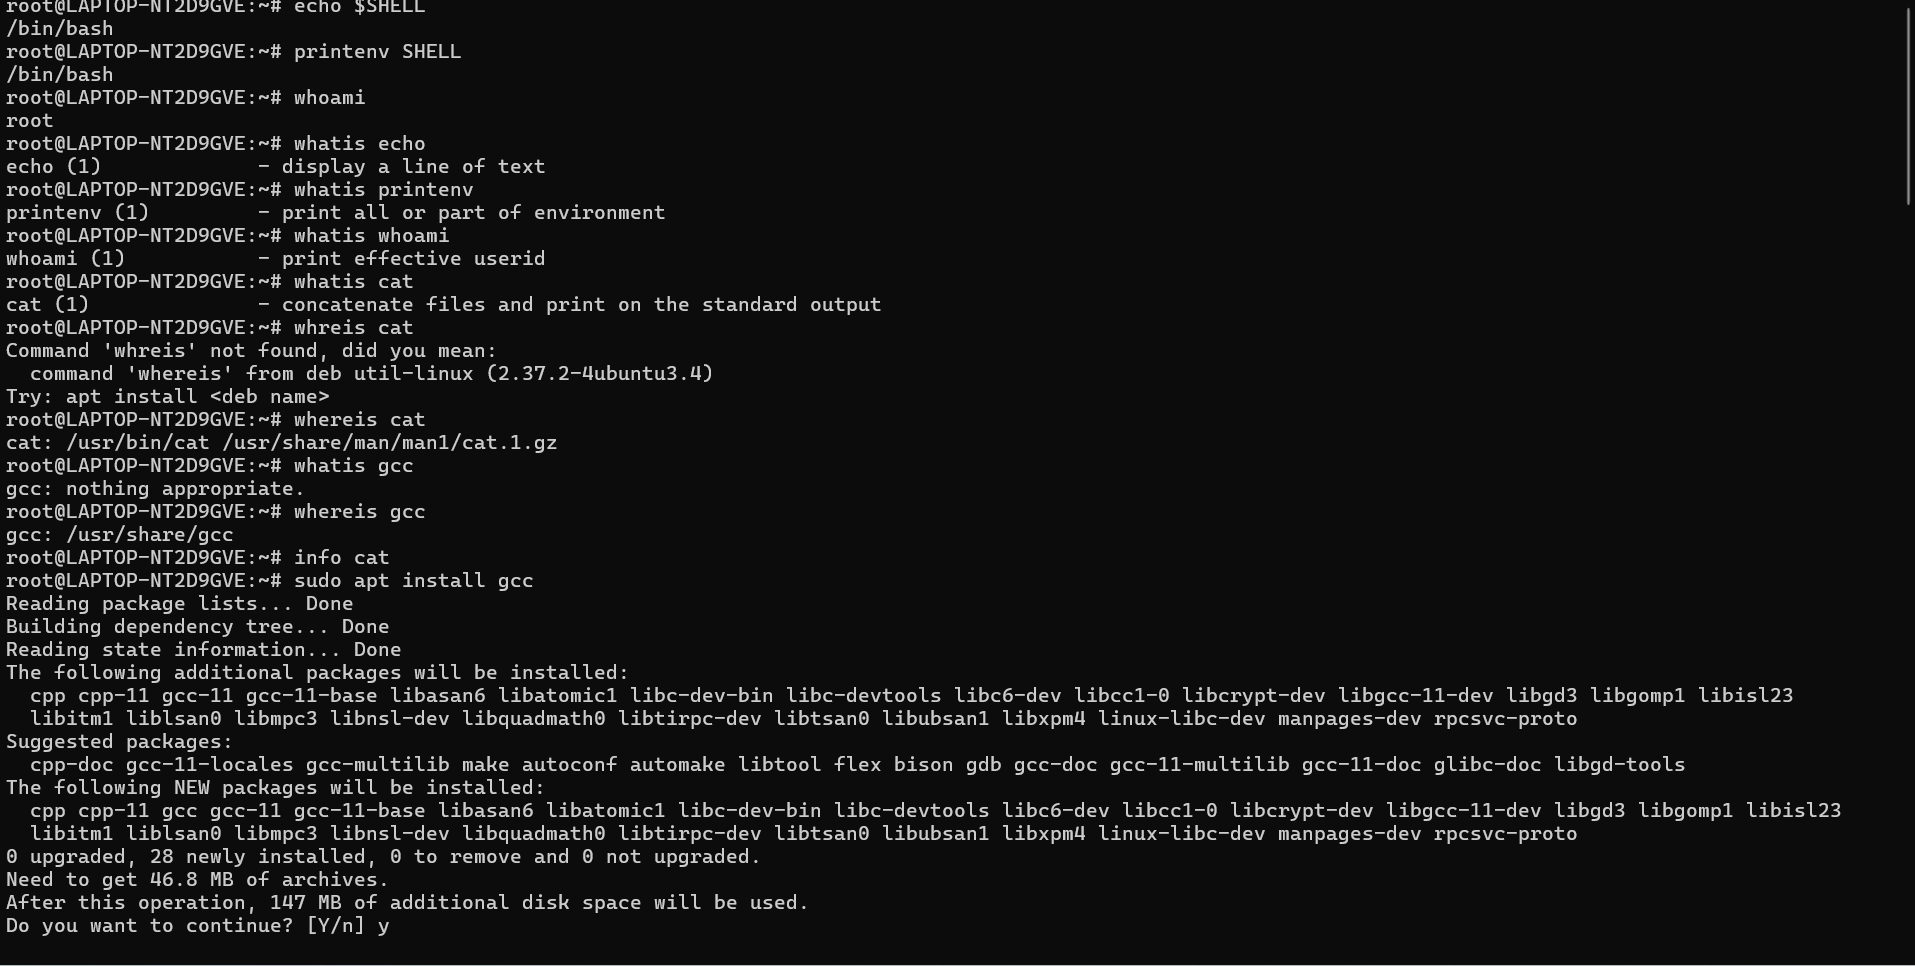 root@LAPTOP-NT2D9GVE:~# echo $SHELL
/bin/bash
root@LAPTOP-NT2D9GVE:~# printenv SHELL
/bin/bash
root@LAPTOP-NT2D9GVE:~# whoami
root
root@LAPTOP-NT2D9GVE:~# whatis echo
echo (1)             - display a line of text
root@LAPTOP-NT2D9GVE:~# whatis printenv
printenv (1)         - print all or part of environment
root@LAPTOP-NT2D9GVE:~# whatis whoami
whoami (1)           - print effective userid
root@LAPTOP-NT2D9GVE:~# whatis cat
cat (1)              - concatenate files and print on the standard output
root@LAPTOP-NT2D9GVE:~# whreis cat
Command 'whreis' not found, did you mean:
  command 'whereis' from deb util-linux (2.37.2-4ubuntu3.4)
Try: apt install <deb name>
root@LAPTOP-NT2D9GVE:~# whereis cat
cat: /usr/bin/cat /usr/share/man/man1/cat.1.gz
root@LAPTOP-NT2D9GVE:~# whatis gcc
gcc: nothing appropriate.
root@LAPTOP-NT2D9GVE:~# whereis gcc
gcc: /usr/share/gcc
root@LAPTOP-NT2D9GVE:~# info cat
root@LAPTOP-NT2D9GVE:~# sudo apt install gcc
Reading package lists... Done
Building dependency tree... Done
Reading state information... Done
The following additional packages will be installed:
  cpp cpp-11 gcc-11 gcc-11-base libasan6 libatomic1 libc-dev-bin libc-devtools libc6-dev libcc1-0 libcrypt-dev libgcc-11-dev libgd3 libgomp1 libisl23
  libitm1 liblsan0 libmpc3 libnsl-dev libquadmath0 libtirpc-dev libtsan0 libubsan1 libxpm4 linux-libc-dev manpages-dev rpcsvc-proto
Suggested packages:
  cpp-doc gcc-11-locales gcc-multilib make autoconf automake libtool flex bison gdb gcc-doc gcc-11-multilib gcc-11-doc glibc-doc libgd-tools
The following NEW packages will be installed:
  cpp cpp-11 gcc gcc-11 gcc-11-base libasan6 libatomic1 libc-dev-bin libc-devtools libc6-dev libcc1-0 libcrypt-dev libgcc-11-dev libgd3 libgomp1 libisl23
  libitm1 liblsan0 libmpc3 libnsl-dev libquadmath0 libtirpc-dev libtsan0 libubsan1 libxpm4 linux-libc-dev manpages-dev rpcsvc-proto
0 upgraded, 28 newly installed, 0 to remove and 0 not upgraded.
Need to get 46.8 MB of archives.
After this operation, 147 MB of additional disk space will be used.
Do you want to continue? [Y/n] y